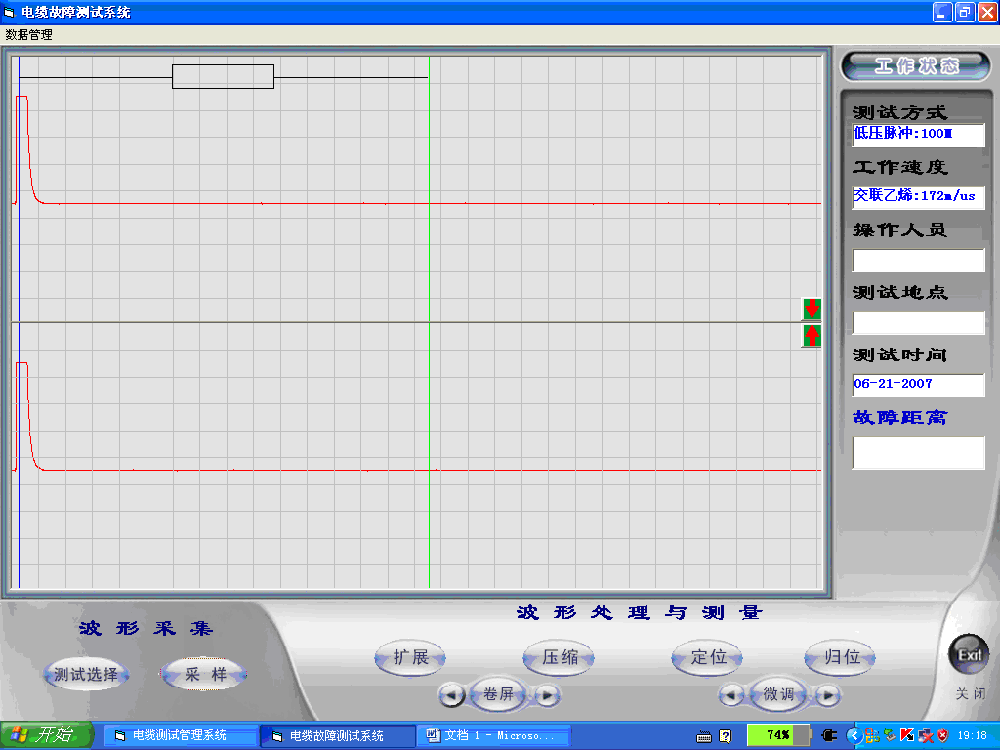 电缆故障测试系统
数据管理
工作状态
测试方式
低压脉冲:100M
工作速度
交联乙烯:172m/us
操作人员
测试地点
测试时间
06-21-2007
故障距离
波形采集
波形处理与测量
测试选择
采样
扩展
压缩
定位
归位
卷屏
微调
Exit
关闭
开始
电缆测试管理系统
电缆故障测试系统
文档 1 - Microso...
74%
19:18